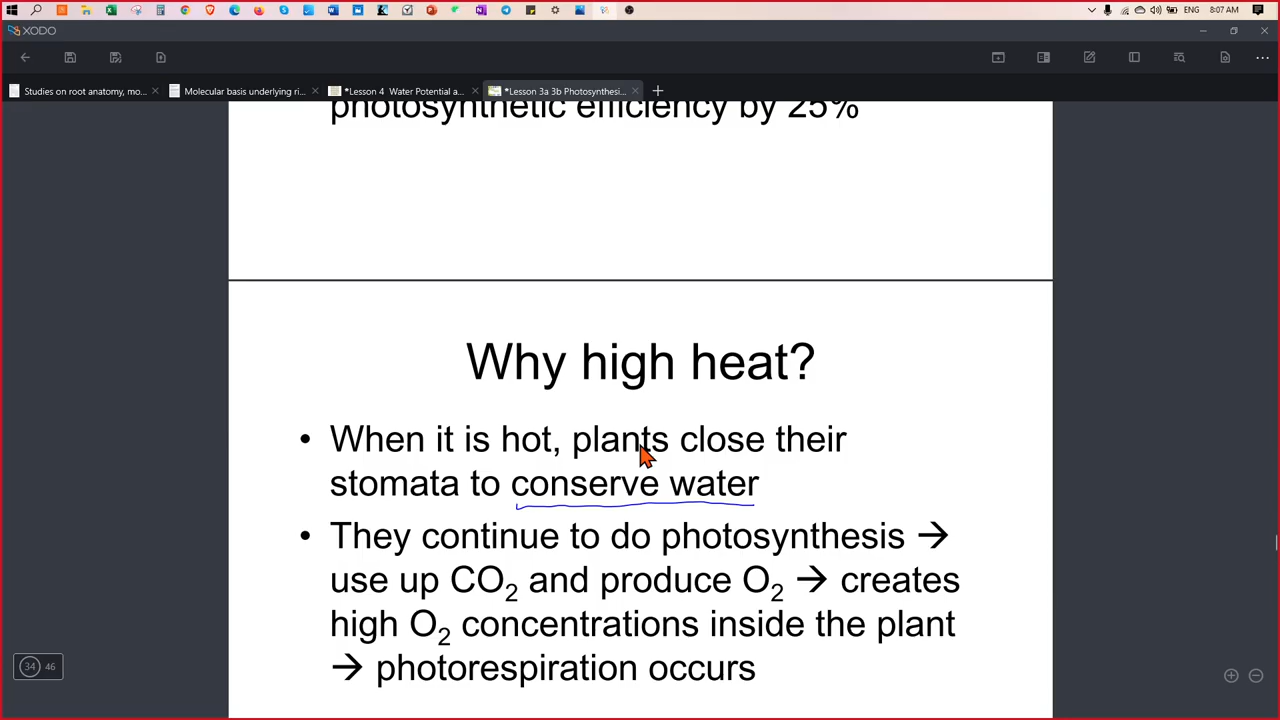 ENG 8:07 AM
XODO
Studies on root anatomy, mo...
Molecular basis underlying ri...
*Lesson 4 Water Potential a...
*Lesson 3a 3b Photosynthesi...
photosynthetic efficiency by 25%
Why high heat?
• When it is hot, plants close their
stomata to conserve water
• They continue to do photosynthesis →
use up CO₂ and produce O₂ → creates
high O₂ concentrations inside the plant
→ photorespiration occurs
34 46